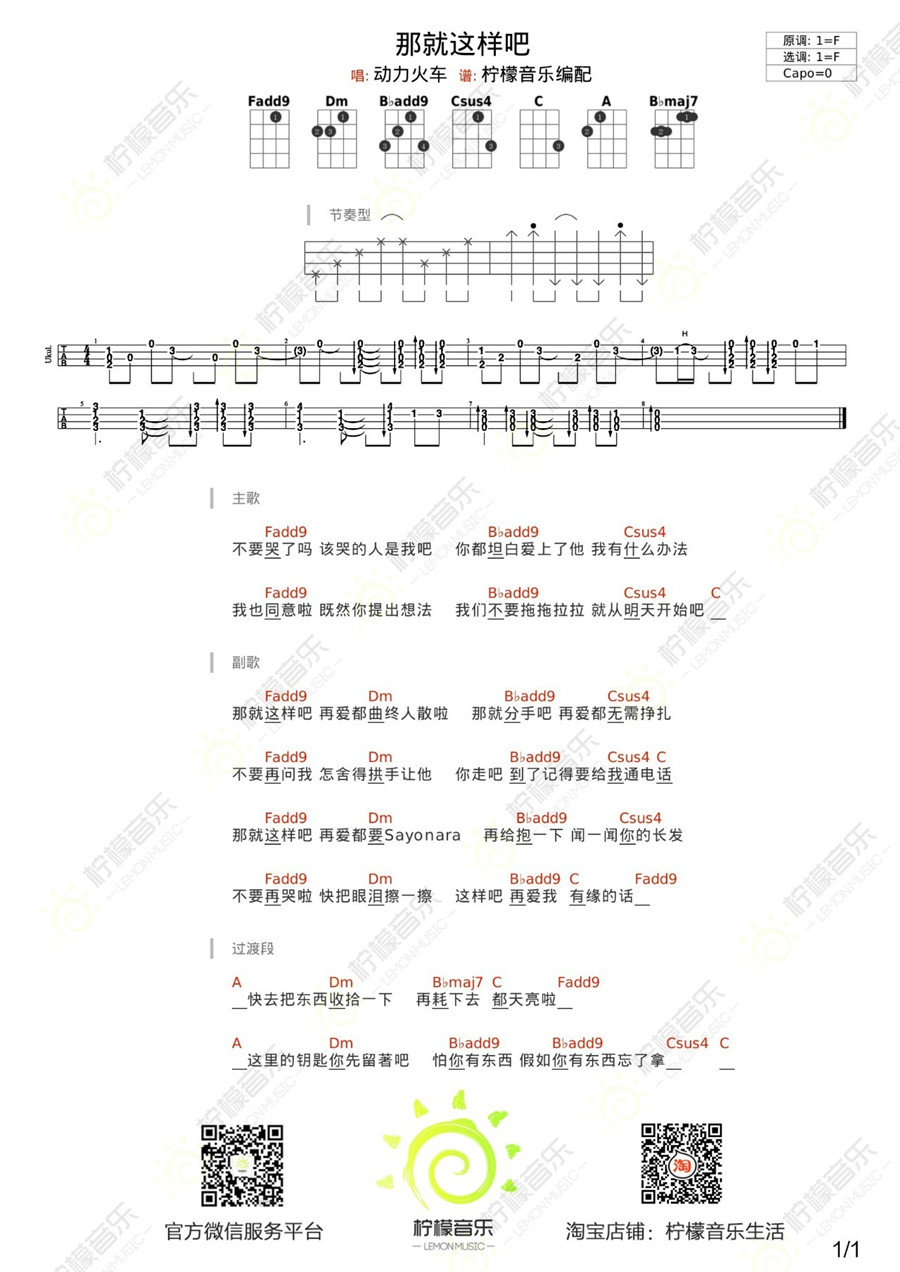 那就这样吧
唱: 动力火车 谱: 柠檬音乐编配
原调: 1=F
选调: 1=F
Capo=0
Fadd9 Dm B♭add9 Csus4 C A B♭maj7
节奏型
Ukul.
主歌
Fadd9 B♭add9 Csus4
不要哭了吗 该哭的人是我吧 你都坦白爱上了他 我有什么办法
Fadd9 B♭add9 Csus4 C
我也同意啦 既然你提出想法 我们不要拖拖拉拉 就从明天开始吧
副歌
Fadd9 Dm B♭add9 Csus4
那就这样吧 再爱都曲终人散啦 那就分手吧 再爱都无需挣扎
Fadd9 Dm B♭add9 Csus4 C
不要再问我 怎舍得拱手让他 你走吧 到了记得要给我通电话
Fadd9 Dm B♭add9 Csus4
那就这样吧 再爱都要Sayonara 再给抱一下 闻一闻你的长发
Fadd9 Dm B♭add9 C Fadd9
不要再哭啦 快把眼泪擦一擦 这样吧 再爱我 有缘的话
过渡段
A Dm B♭maj7 C Fadd9
快去把东西收拾一下 再耗下去 都天亮啦
A Dm B♭add9 B♭add9 Csus4 C
这里的钥匙你先留著吧 怕你有东西 假如你有东西忘了拿
官方微信服务平台
柠檬音乐
LEMON MUSIC
淘
淘宝店铺：柠檬音乐生活
1/1